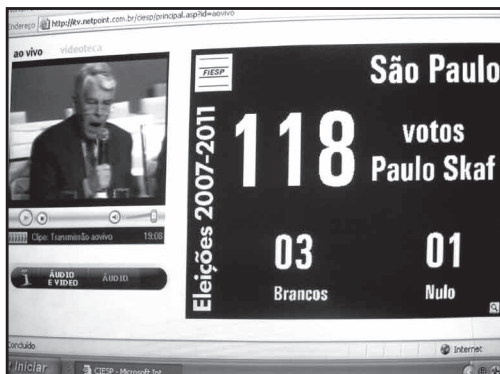 Endereço http://itv.netpoint.com.br/ciesp/principal.asp?id=aovivo
ao vivo videoteca
Clipe: Transmissão ao vivo 19:08
ÁUDIO E VIDEO ÁUDIO
FIESP
São Paulo
Eleições 2007-2011
118 votos Paulo Skaf
03 Brancos
01 Nulo
Concluído
Internet
Iniciar
CIESP - Microsoft Int